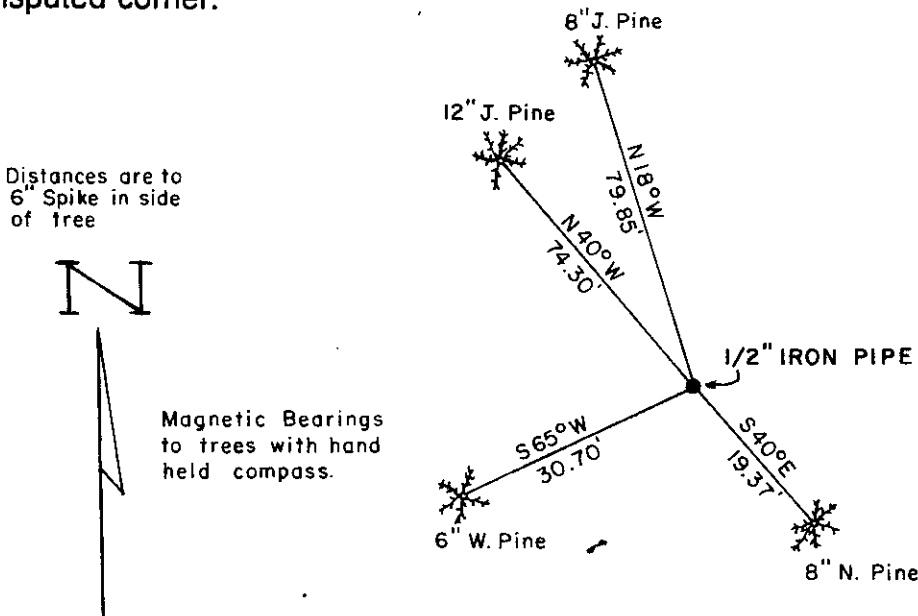 corner.
8" J. Pine
12" J. Pine
Distances are to
6" Spike in side
of tree
N 18° W
79.85'
N 40° W
74.30'
N
1/2" IRON PIPE
Magnetic Bearings
to trees with hand
held compass.
S 65° W
30.70'
S 40° E
19.37'
6" W. Pine
8" N. Pine